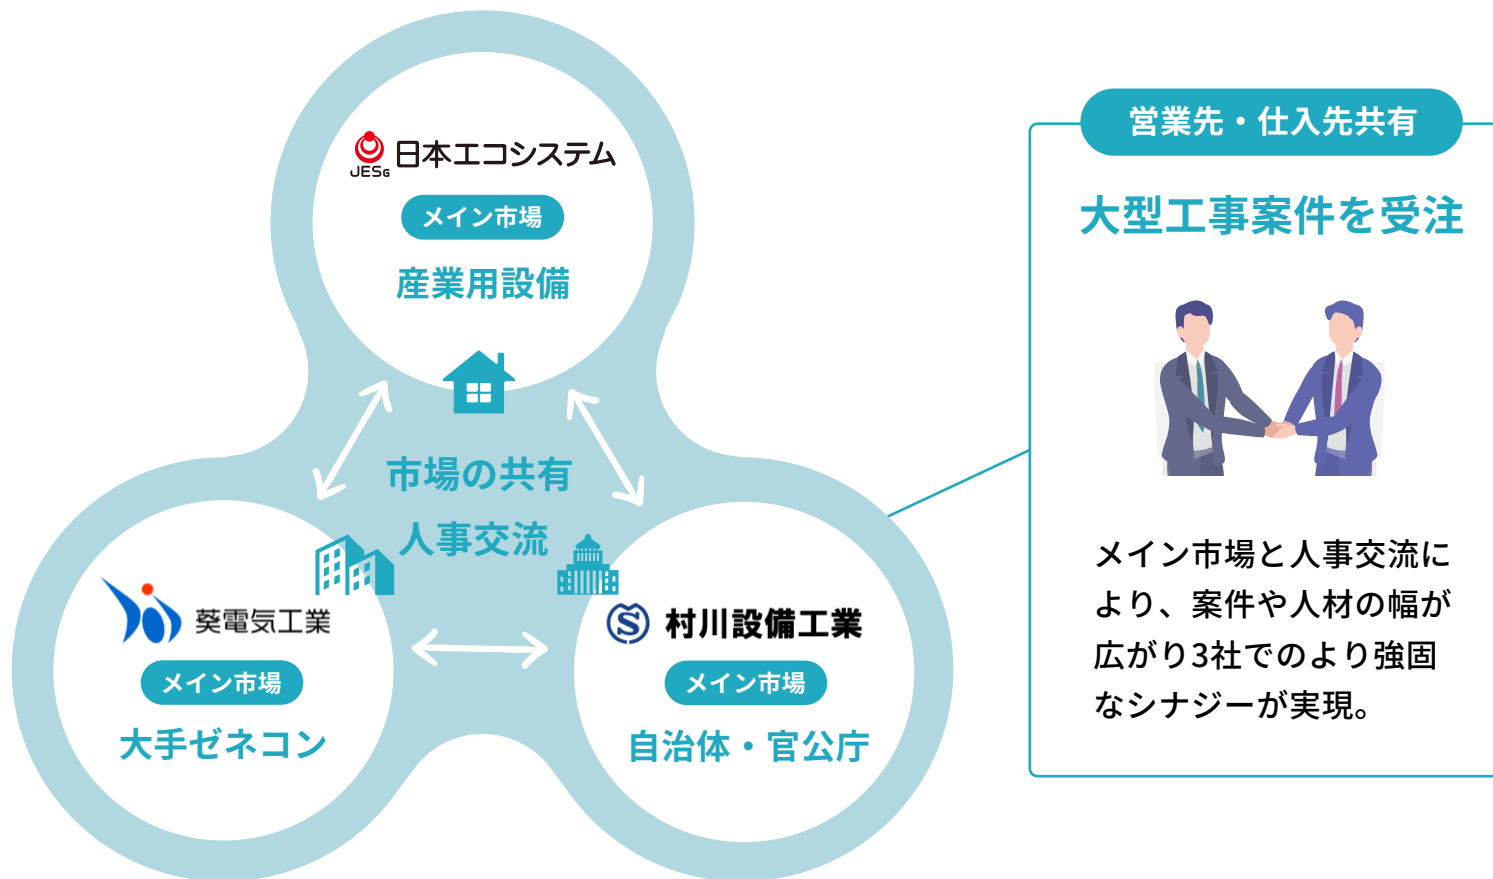 JESG
日本エコシステム
メイン市場
産業用設備
市場の共有
人事交流
葵電気工業
メイン市場
大手ゼネコン
S
村川設備工業
メイン市場
自治体・官公庁
営業先・仕入先共有
大型工事案件を受注
メイン市場と人事交流に
より、案件や人材の幅が
広がり3社でのより強固
なシナジーが実現。